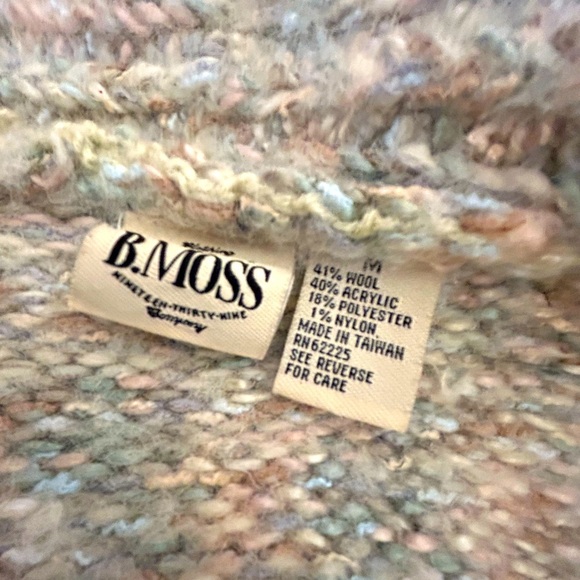 Clothing
B.MOSS
NINETEEN-THIRTY-NINE
Company
M
41% WOOL
40% ACRYLIC
18% POLYESTER
1% NYLON
MADE IN TAIWAN
RN62225
SEE REVERSE
FOR CARE